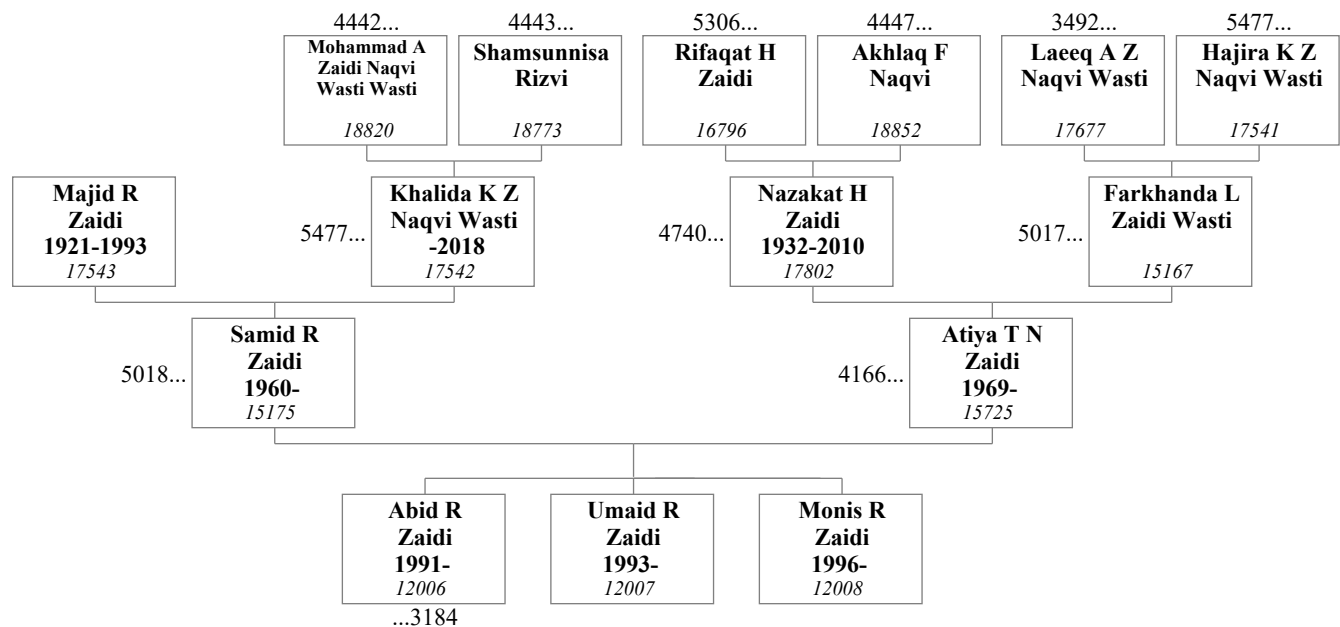 4442... 4443... 5306... 4447... 3492... 5477...
Mohammad A
Zaidi Naqvi
Wasti Wasti
18820
Shamsunnisa
Rizvi
18773
Rifaqat H
Zaidi
16796
Akhlaq F
Naqvi
18852
Laeeq A Z
Naqvi Wasti
17677
Hajira K Z
Naqvi Wasti
17541
Majid R
Zaidi
1921-1993
17543
5477...
Khalida K Z
Naqvi Wasti
-2018
17542
4740...
Nazakat H
Zaidi
1932-2010
17802
5017...
Farkhanda L
Zaidi Wasti
15167
5018...
Samid R
Zaidi
1960-
15175
4166...
Atiya T N
Zaidi
1969-
15725
Abid R
Zaidi
1991-
12006
...3184
Umaid R
Zaidi
1993-
12007
Monis R
Zaidi
1996-
12008